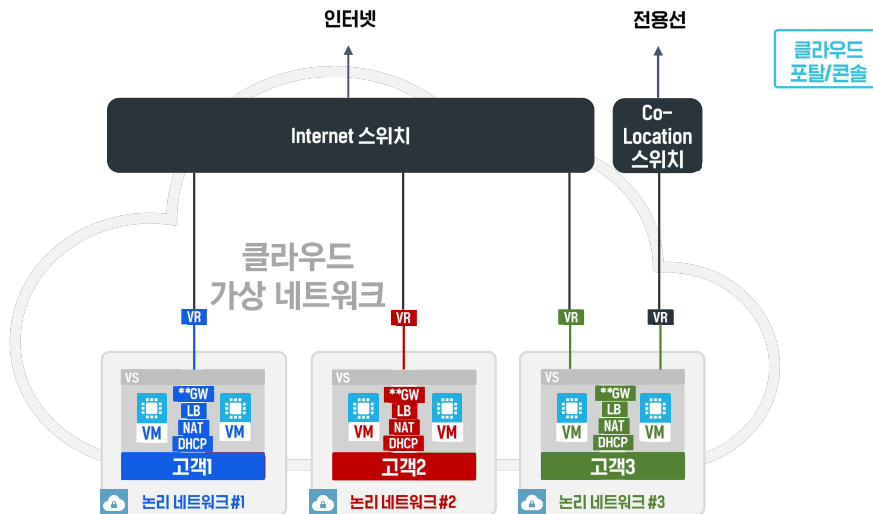 인터넷
전용선
클라우드
포탈/콘솔
Internet 스위치
Co-
Location
스위치
클라우드
가상 네트워크
VR
VR
VR
VR
VS
**GW
LB
NAT
DHCP
VM
VM
고객1
논리 네트워크 #1
VS
**GW
LB
NAT
DHCP
VM
VM
고객2
논리 네트워크 #2
VS
**GW
LB
NAT
DHCP
VM
VM
고객3
논리 네트워크 #3